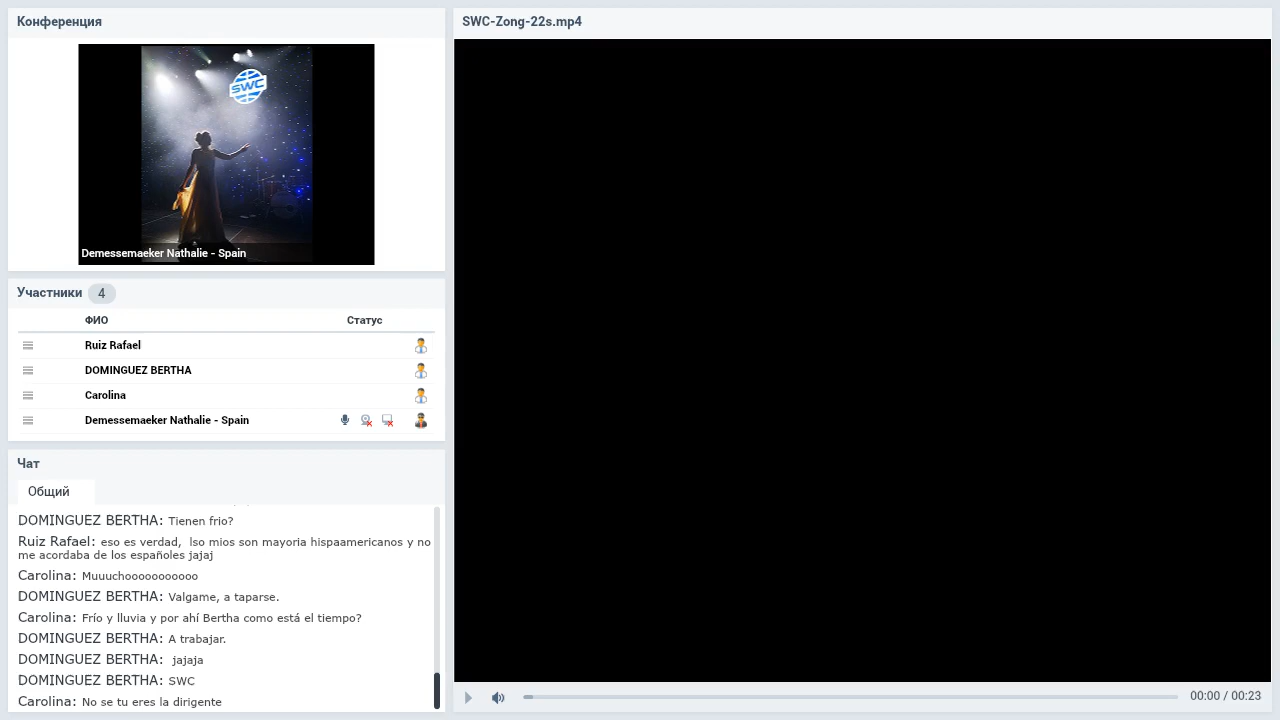 Конференция
SWC
Demessemaeker Nathalie - Spain
Участники 4
ФИО Статус
Ruiz Rafael
DOMINGUEZ BERTHA
Carolina
Demessemaeker Nathalie - Spain
Чат
Общий
DOMINGUEZ BERTHA: Tienen frio?
Ruiz Rafael: eso es verdad,  lso mios son mayoria hispaamericanos y no
me acordaba de los españoles jajaj
Carolina: Muuuchooooooooooo
DOMINGUEZ BERTHA: Valgame, a taparse.
Carolina: Frío y lluvia y por ahí Bertha como está el tiempo?
DOMINGUEZ BERTHA: A trabajar.
DOMINGUEZ BERTHA:  jajaja
DOMINGUEZ BERTHA: SWC
Carolina: No se tu eres la dirigente
SWC-Zong-22s.mp4
00:00 / 00:23